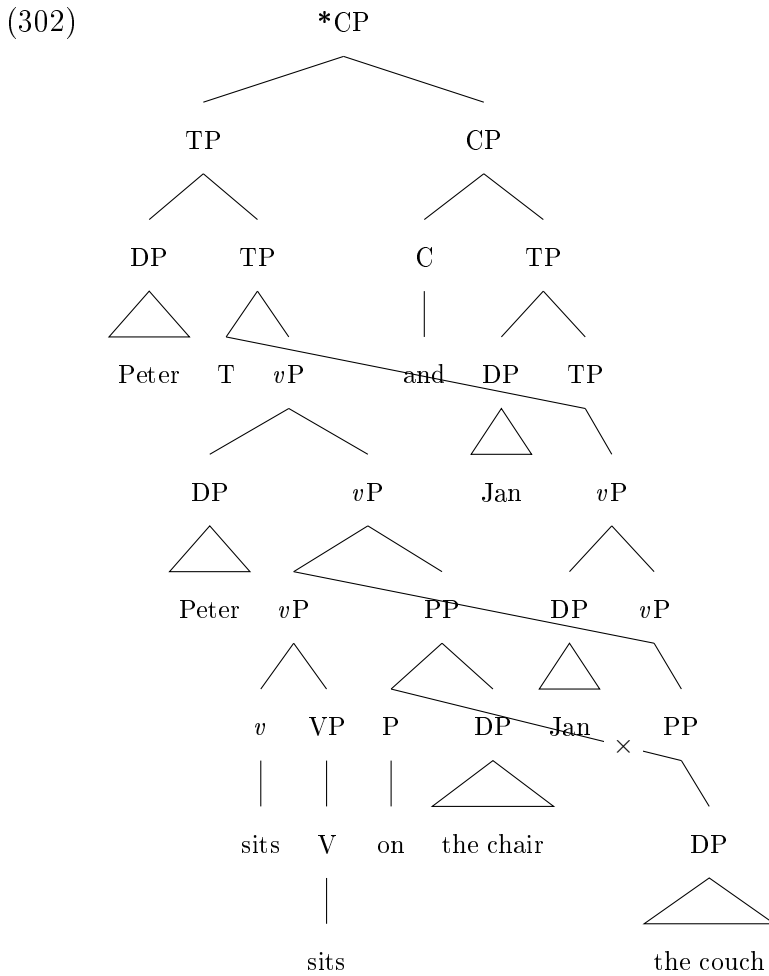 (302) *CP
TP CP
DP TP C TP
Peter T vP and DP TP
DP vP Jan vP
Peter vP PP DP vP
v VP P DP Jan PP
×
sits V on the chair DP
sits the couch